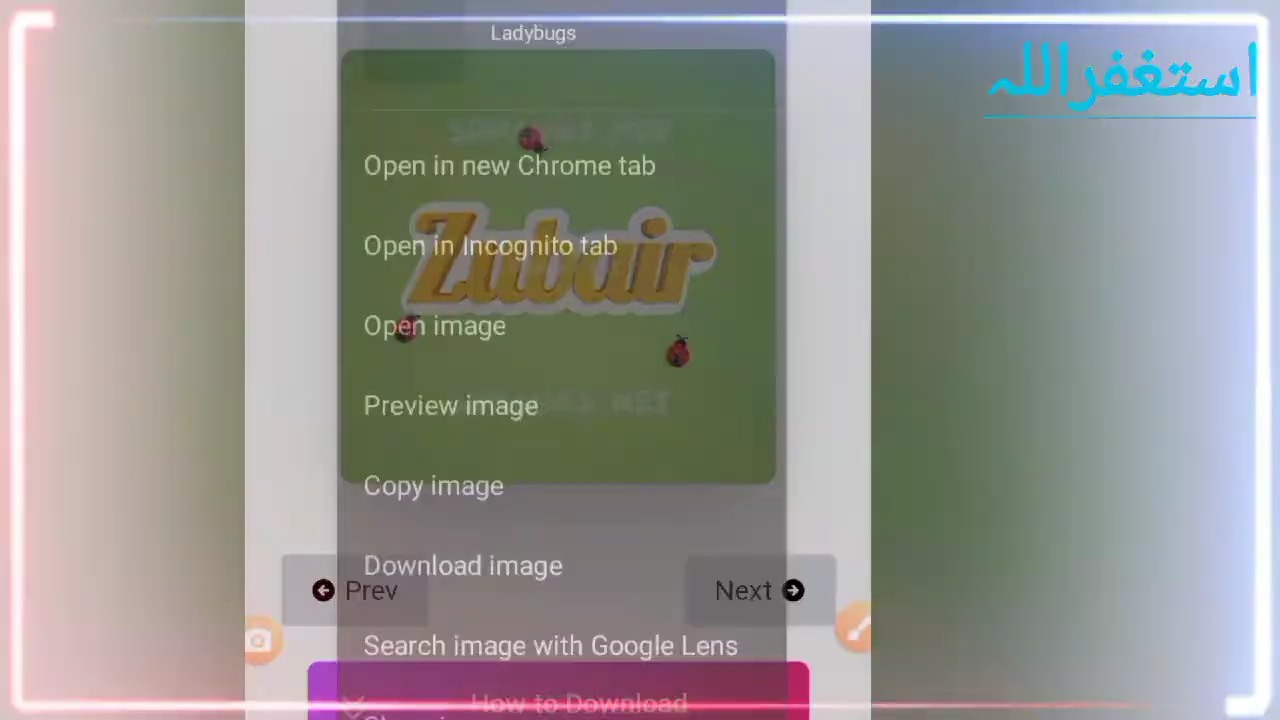 Ladybugs
استغفراللہ
Open in new Chrome tab
Zubair
Open in Incognito tab
Open image
Preview image
Copy image
Download image
Prev
Next
Search image with Google Lens
How to Download